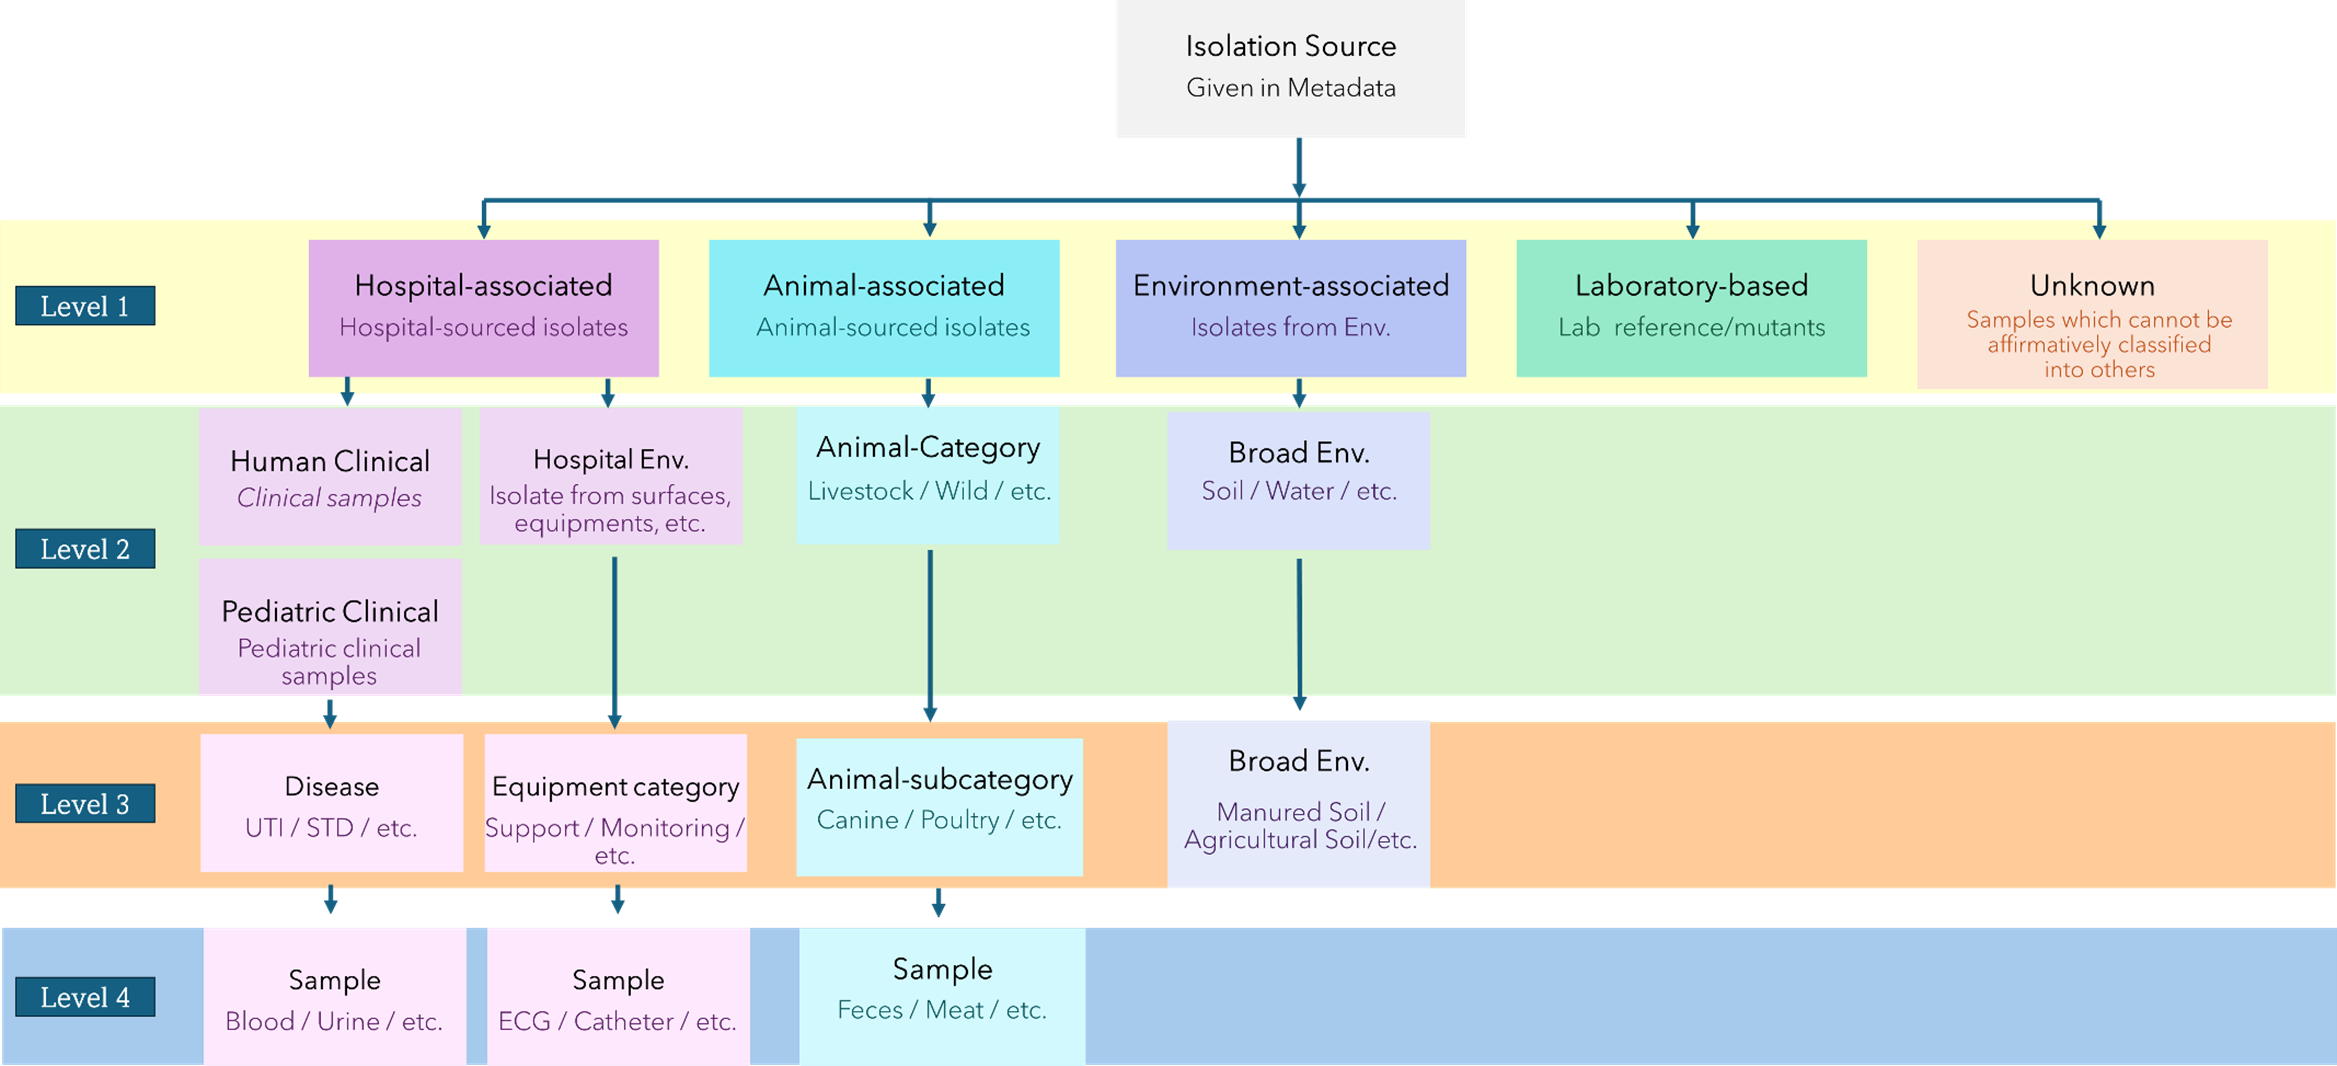 Isolation Source
Given in Metadata
Level 1
Hospital-associated
Hospital-sourced isolates
Animal-associated
Animal-sourced isolates
Environment-associated
Isolates from Env.
Laboratory-based
Lab reference/mutants
Unknown
Samples which cannot be
affirmatively classified
into others
Level 2
Human Clinical
Clinical samples
Hospital Env.
Isolate from surfaces,
equipments, etc.
Animal-Category
Livestock / Wild / etc.
Broad Env.
Soil / Water / etc.
Pediatric Clinical
Pediatric clinical
samples
Level 3
Disease
UTI / STD / etc.
Equipment category
Support / Monitoring /
etc.
Animal-subcategory
Canine / Poultry / etc.
Broad Env.
Manured Soil /
Agricultural Soil/etc.
Level 4
Sample
Blood / Urine / etc.
Sample
ECG / Catheter / etc.
Sample
Feces / Meat / etc.